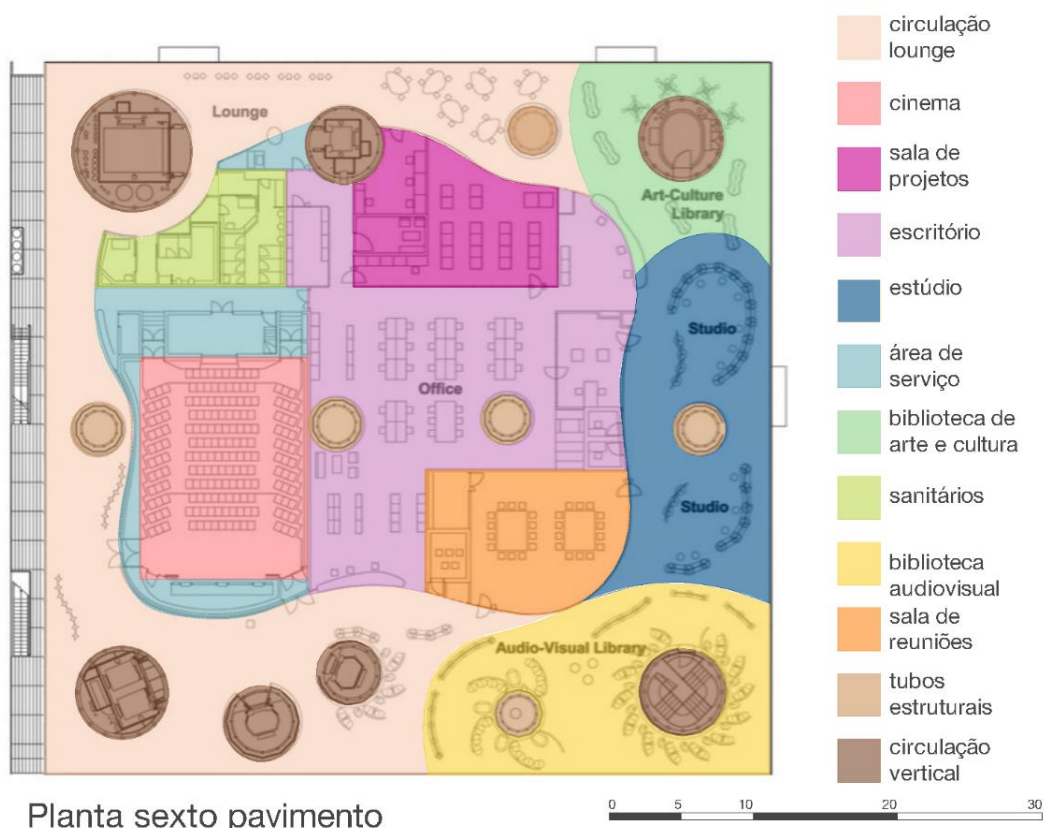 Lounge
Art-Culture
Library
Studio
Office
Studio
Audio-Visual Library
circulação
lounge
cinema
sala de
projetos
escritório
estúdio
área de
serviço
biblioteca de
arte e cultura
sanitários
biblioteca
audiovisual
sala de
reuniões
tubos
estruturais
circulação
vertical
Planta sexto pavimento
0 5 10 20 30